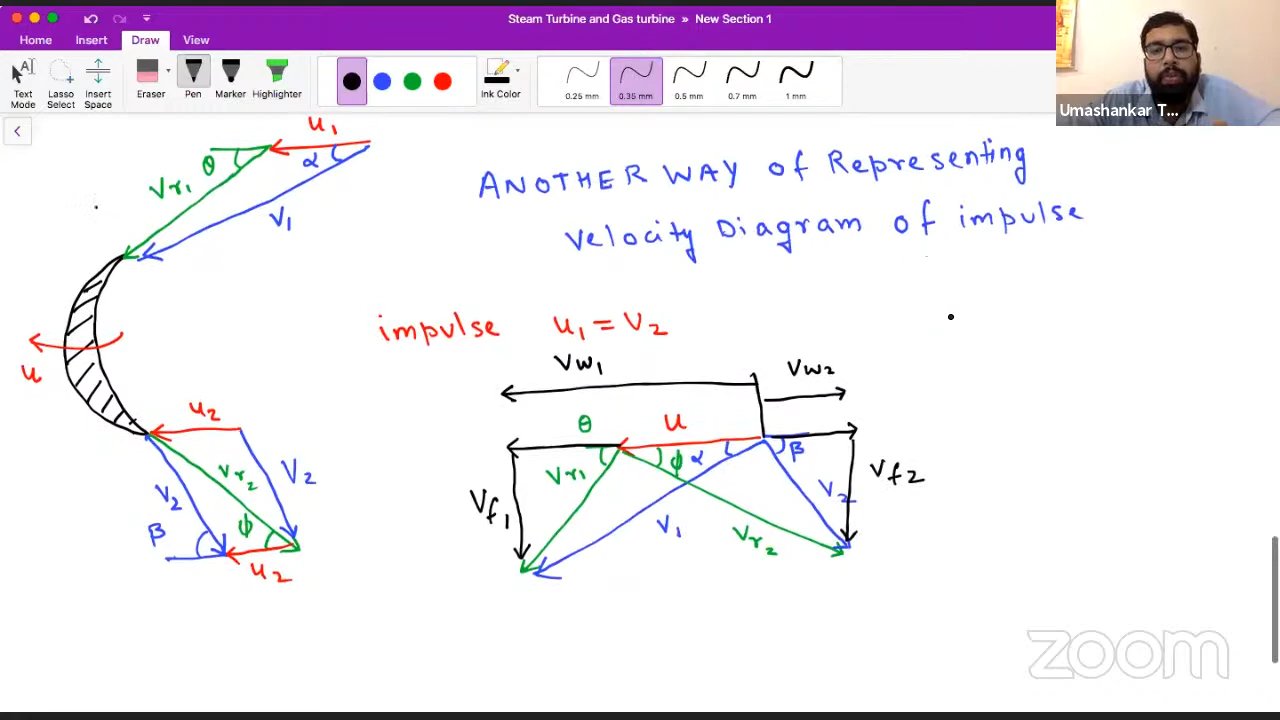 Steam Turbine and Gas turbine » New Section 1
Home Insert Draw View
Text Mode
Lasso Select
Insert Space
Eraser
Pen
Marker
Highlighter
Ink Color
0.25 mm
0.35 mm
0.5 mm
0.7 mm
1 mm
Umashankar T...
u1
α
θ
Vr1
V1
u
u2
Vr2
V2
V2
β
ϕ
u2
ANOTHER WAY of Representing
Velocity Diagram of impulse
impulse u1 = V2
Vw1
Vw2
θ
u
Vr1
ϕ
α
β
Vf1
V1
Vr2
V2
Vf2
zoom